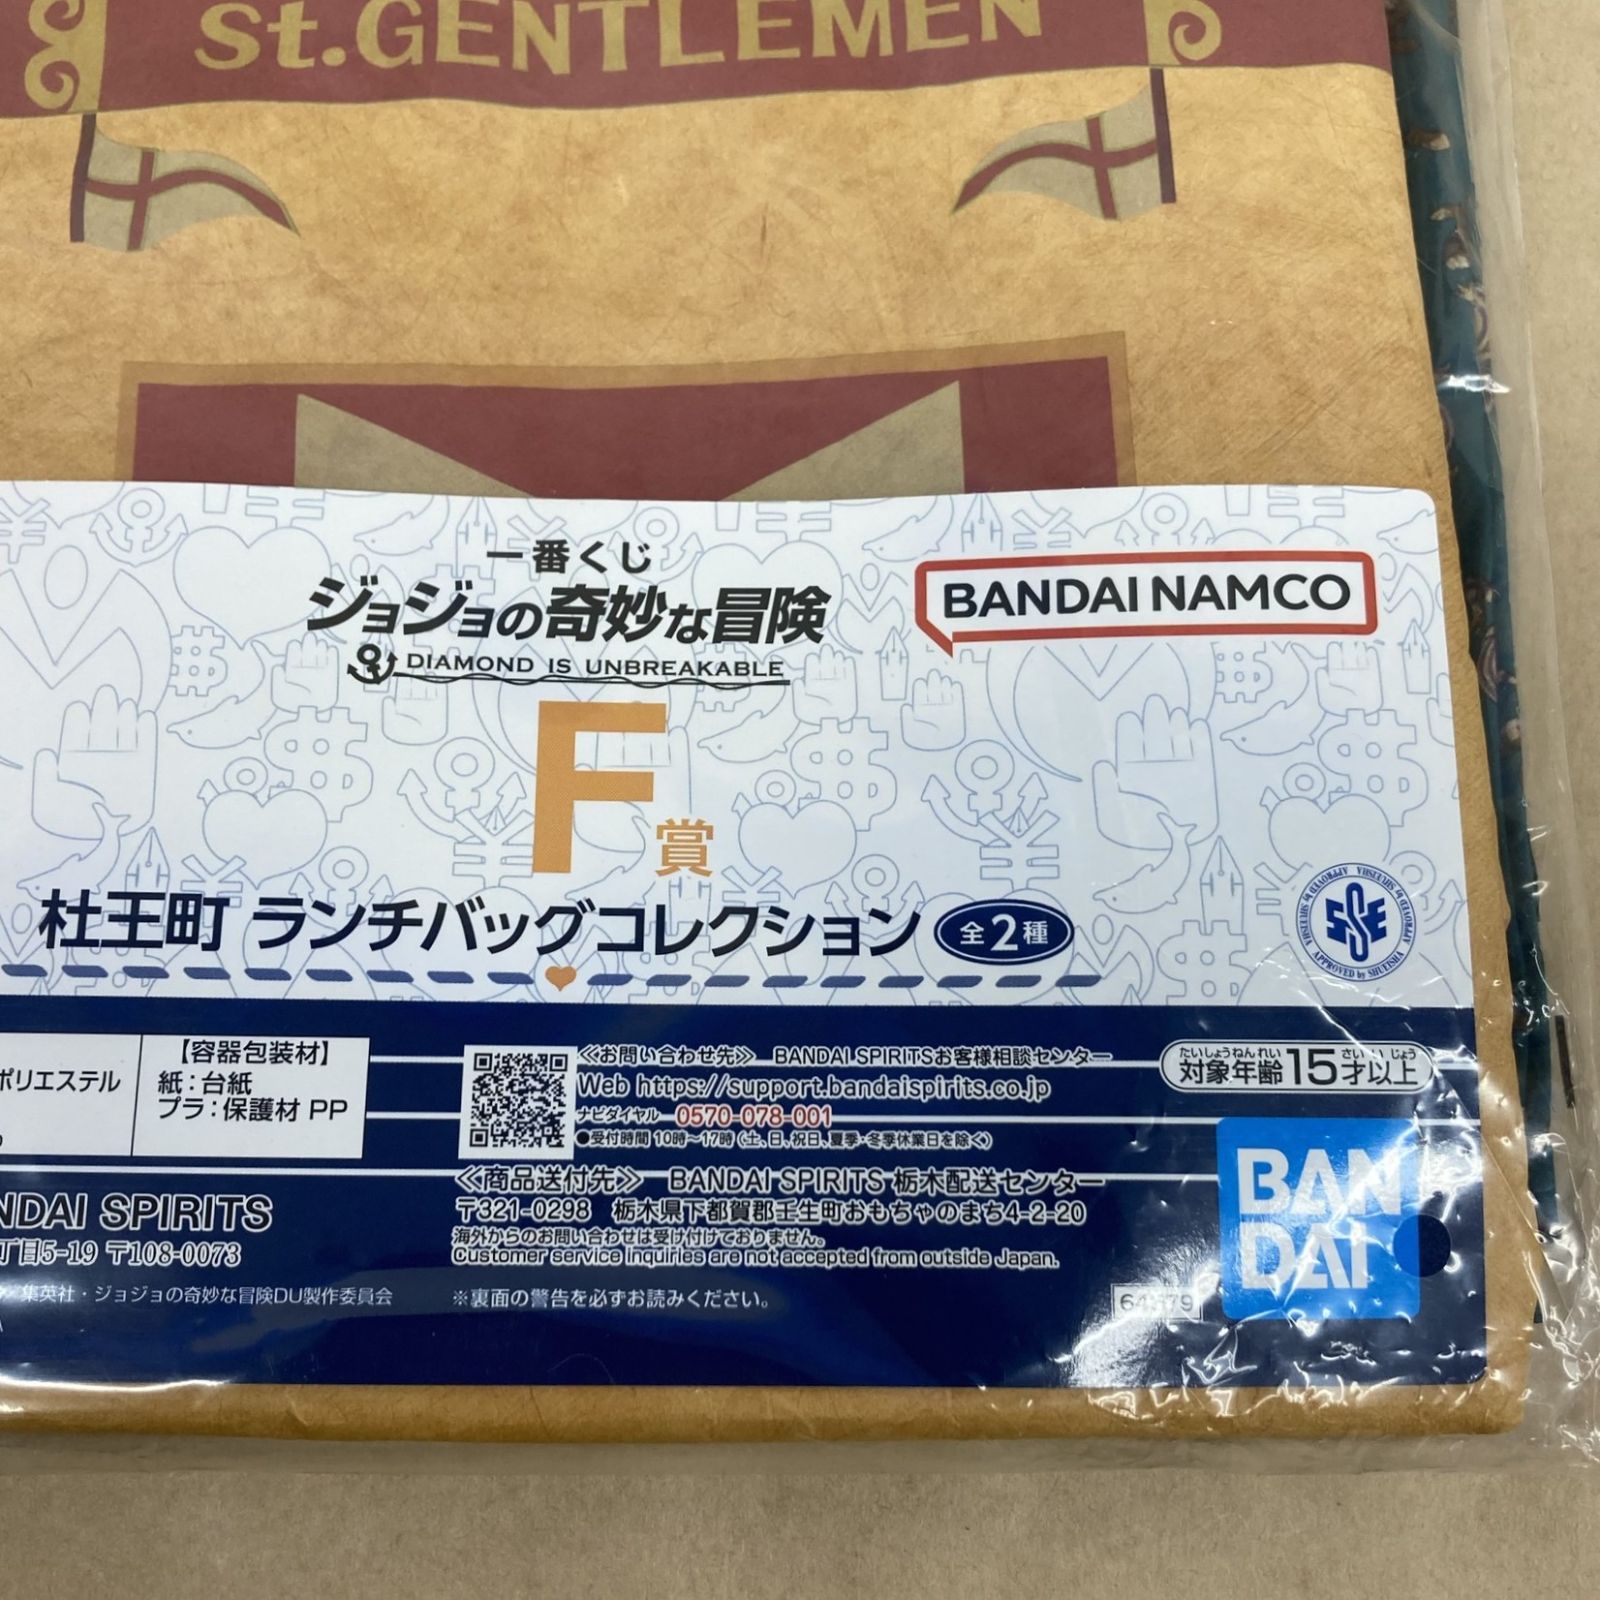 St.GENTLEMEN
一番くじ
ジョジョの奇妙な冒険
DIAMOND IS UNBREAKABLE
BANDAI NAMCO
F賞
杜王町 ランチバッグコレクション 全2種
APPROVED by SHUEISHA
ポリエステル
【容器包装材】
紙：台紙
プラ：保護材 PP
≪お問い合わせ先≫ BANDAI SPIRITSお客様相談センター
Web https://support.bandaispirits.co.jp
ナビダイヤル 0570-078-001
●受付時間 10時～17時（土、日、祝日、夏季・冬季休業日を除く）
たいしょうねんれい さい いじょう
対象年齢15才以上
≪商品送付先≫ BANDAI SPIRITS 栃木配送センター
〒321-0298 栃木県下都賀郡壬生町おもちゃのまち4-2-20
海外からのお問い合わせは受け付けておりません。
Customer service inquiries are not accepted from outside Japan.
※裏面の警告を必ずお読みください。
NDAI SPIRITS
丁目5-19 〒108-0073
集英社・ジョジョの奇妙な冒険DU製作委員会
BAN
DAI